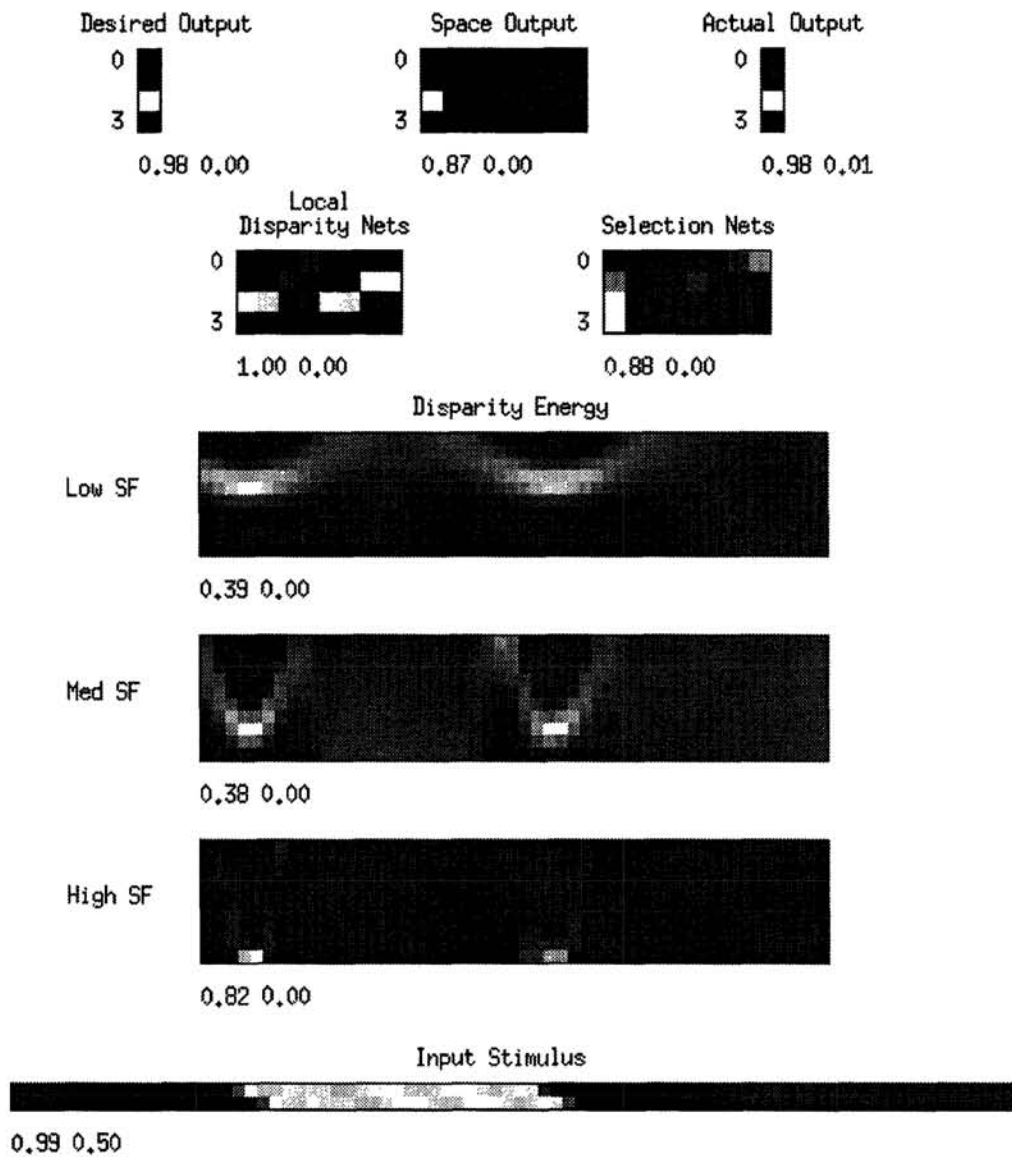 Desired Output Space Output Actual Output
0 0 0
3 3 3
0.98 0.00 0.87 0.00 0.98 0.01
Local
Disparity Nets Selection Nets
0 0
3 3
1.00 0.00 0.88 0.00
Disparity Energy
Low SF
0.39 0.00
Med SF
0.38 0.00
High SF
0.82 0.00
Input Stimulus
0.99 0.50